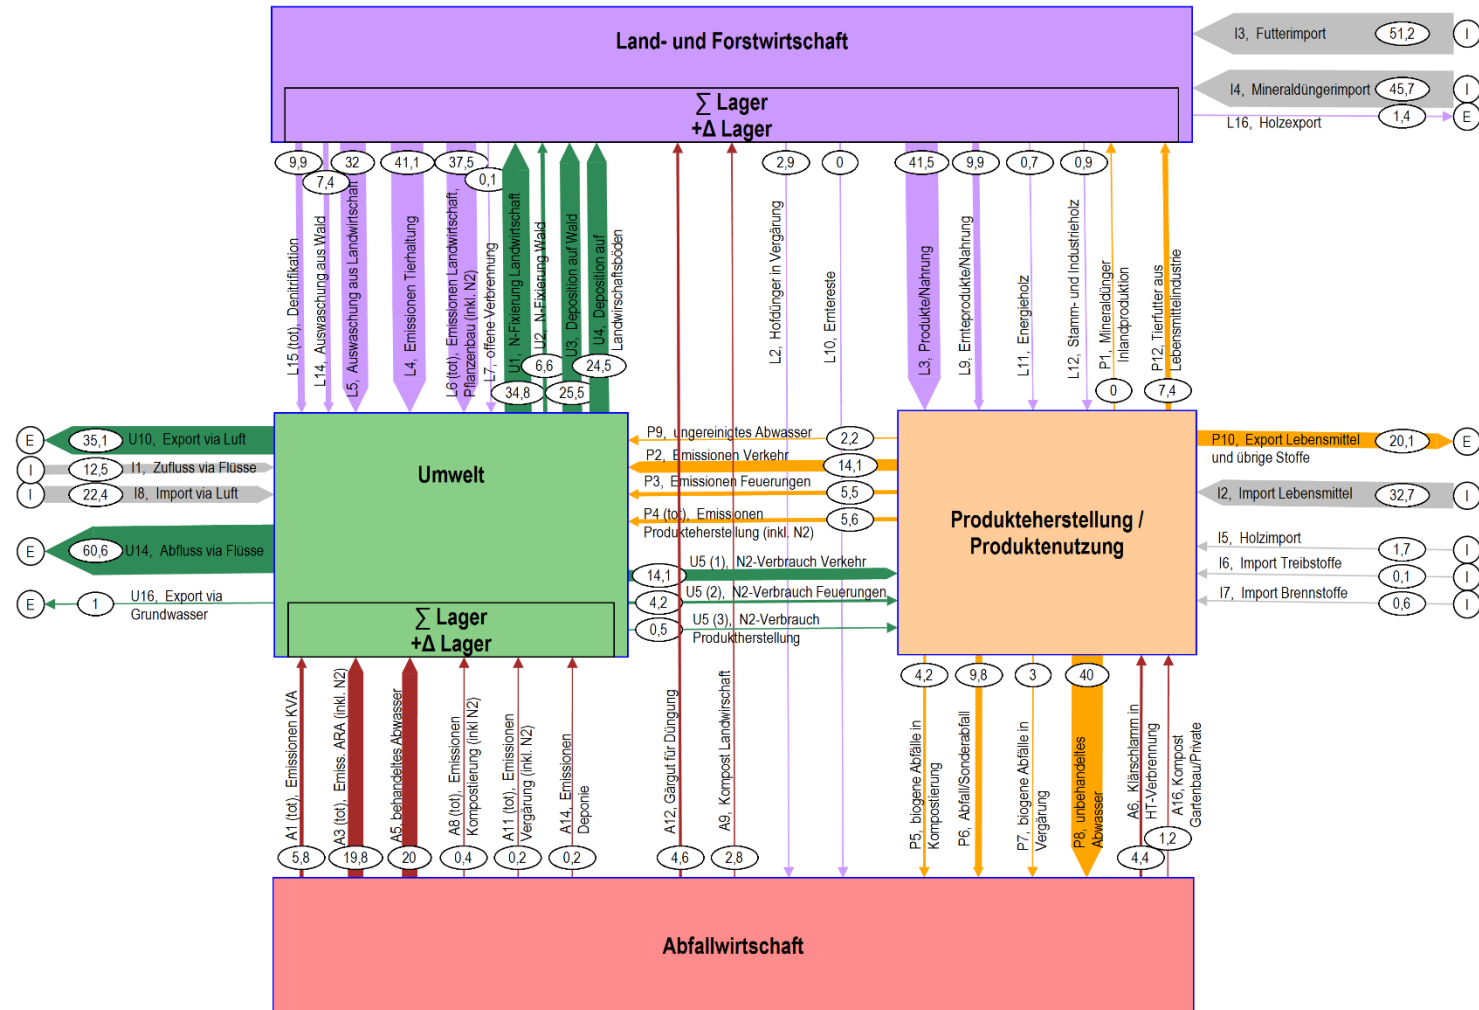 Land- und Forstwirtschaft
∑ Lager
+Δ Lager
I3, Futterimport 51,2 I
I4, Mineraldüngerimport 45,7 I
L16, Holzexport 1,4 E
9,9 L15 (tot), Denitrifikation
7,4 L14, Auswaschung aus Wald
32 L5, Auswaschung aus Landwirtschaft
41,1 L4, Emissionen Tierhaltung
37,5 L6 (tot), Emissionen Landwirtschaft,
Pflanzenbau (inkl. N2)
0,1 L7, offene Verbrennung
U1, N-Fixierung Landwirtschaft 34,8
U2, N-Fixierung Wald 6,6
U3, Deposition auf Wald 25,5
U4, Deposition auf
Landwirschaftsböden 24,5
2,9 L2, Hofdünger in Vergärung
0 L10, Erntereste
41,5 L3, Produkte/Nahrung
9,9 L9, Ernteprodukte/Nahrung
0,7 L11, Energieholz
0,9 L12, Stamm- und Industrieholz
P1, Mineraldünger
Inlandproduktion 0
P12, Tierfutter aus
Lebensmittelindustrie 7,4
Umwelt
∑ Lager
+Δ Lager
E 35,1 U10, Export via Luft
I 12,5 I1, Zufluss via Flüsse
I 22,4 I8, Import via Luft
E 60,6 U14, Abfluss via Flüsse
E 1 U16, Export via
Grundwasser
P9, ungereinigtes Abwasser 2,2
P2, Emissionen Verkehr 14,1
P3, Emissionen Feuerungen 5,5
P4 (tot), Emissionen
Produkteherstellung (inkl. N2) 5,6
14,1 U5 (1), N2-Verbrauch Verkehr
4,2 U5 (2), N2-Verbrauch Feuerungen
0,5 U5 (3), N2-Verbrauch
Produktherstellung
Produkteherstellung /
Produktenutzung
P10, Export Lebensmittel
und übrige Stoffe 20,1 E
I2, Import Lebensmittel 32,7 I
I5, Holzimport 1,7 I
I6, Import Treibstoffe 0,1 I
I7, Import Brennstoffe 0,6 I
A1 (tot), Emissionen KVA 5,8
A3 (tot), Emiss. ARA (inkl. N2) 19,8
A5, behandeltes Abwasser 20
A8 (tot), Emissionen
Kompostierung (inkl N2) 0,4
A11 (tot), Emissionen
Vergärung (inkl. N2) 0,2
A14, Emissionen
Deponie 0,2
A12, Gärgut für Düngung 4,6
A9, Kompost Landwirtschaft 2,8
4,2 P5, biogene Abfälle in
Kompostierung
9,8 P6, Abfall/Sonderabfall
3 P7, biogene Abfälle in
Vergärung
40 P8, unbehandeltes
Abwasser
A6, Klärschlamm in
HT-Verbrennung 4,4
A16, Kompost
Gartenbau/Private 1,2
Abfallwirtschaft